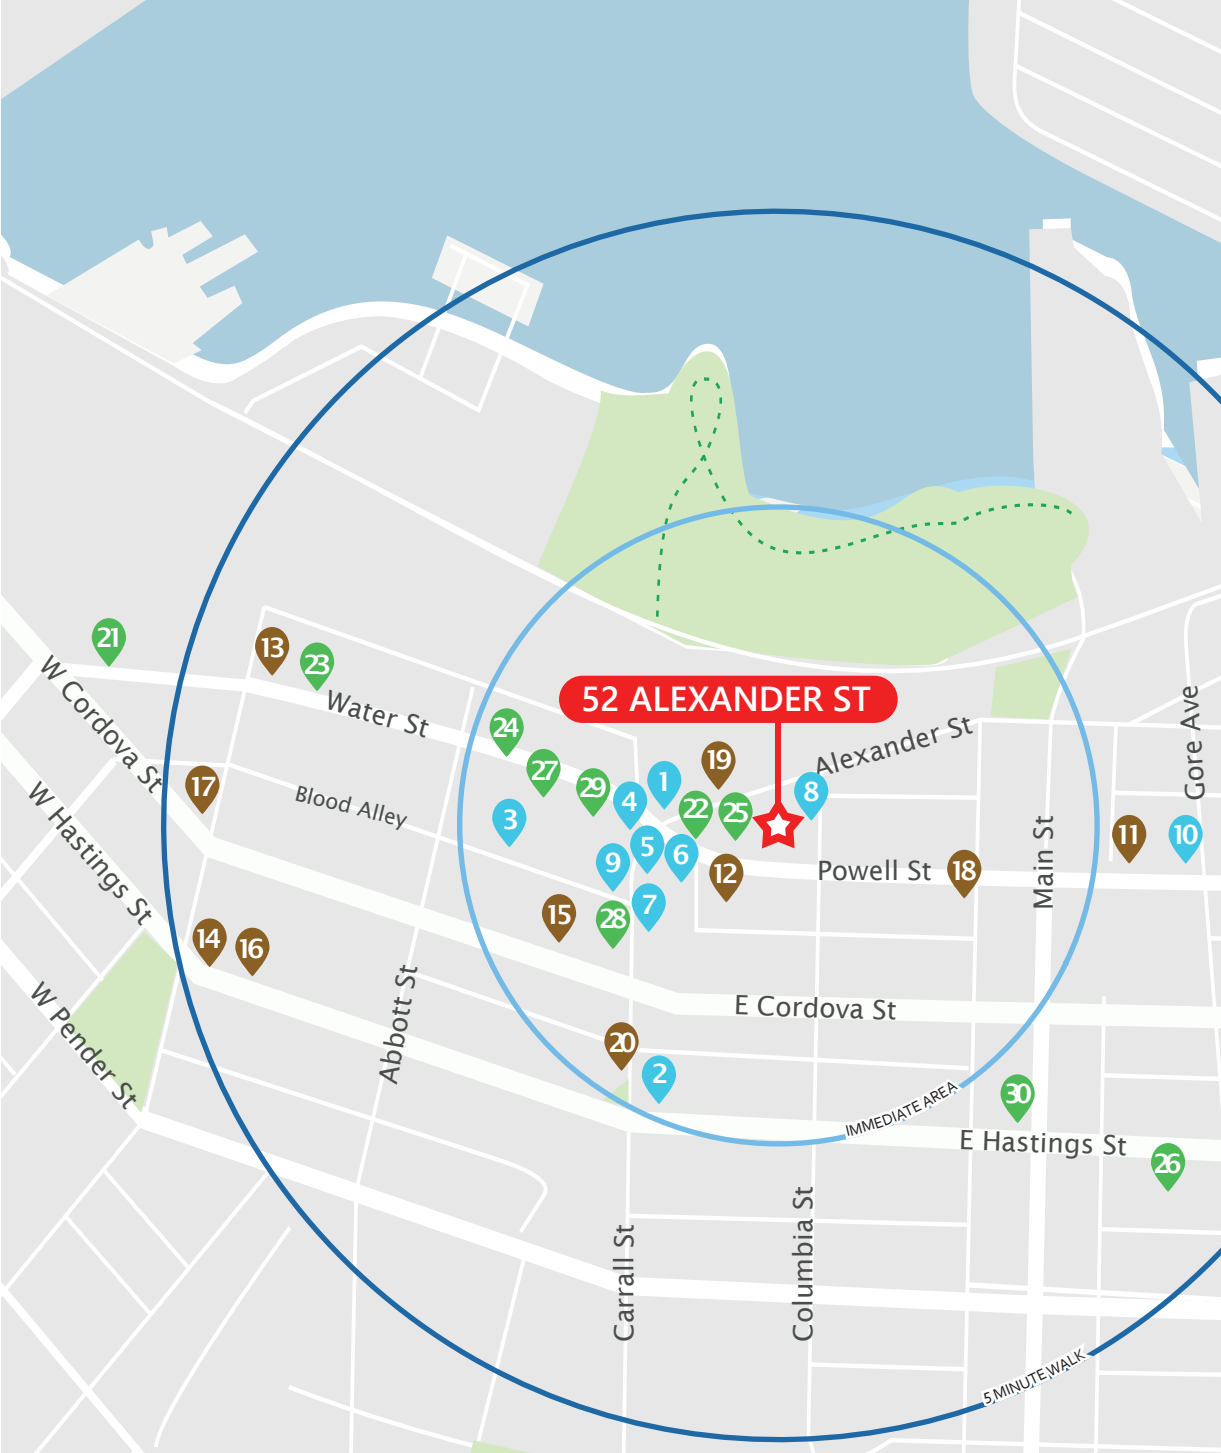 21
13
23
W Cordova St
Water St
52 ALEXANDER ST
24
Alexander St
Gore Ave
27
19
17
29
1
8
4
22
25
Blood Alley
3
W Hastings St
5
6
9
12
Powell St
18
Main St
11
10
15
28
7
14
16
W Pender St
Abbott St
E Cordova St
20
2
IMMEDIATE AREA
30
E Hastings St
26
Carrall St
Columbia St
5 MINUTE WALK